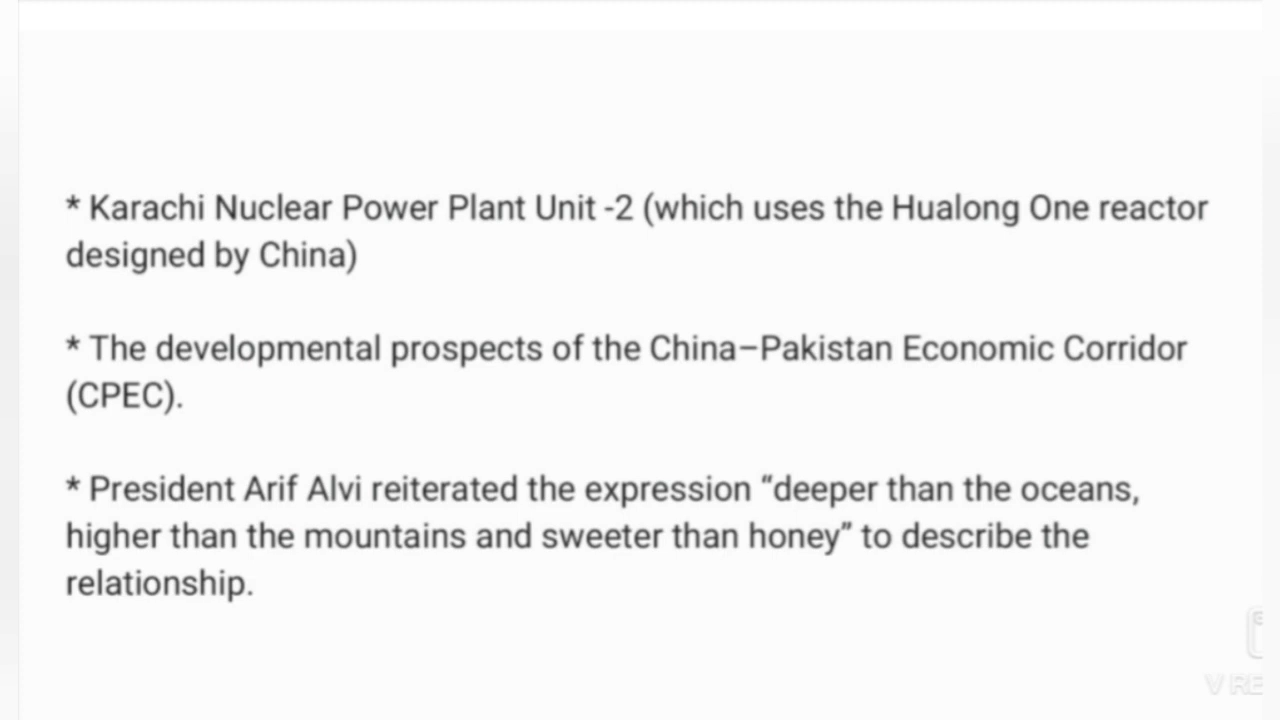 * Karachi Nuclear Power Plant Unit -2 (which uses the Hualong One reactor
designed by China)
* The developmental prospects of the China–Pakistan Economic Corridor
(CPEC).
* President Arif Alvi reiterated the expression “deeper than the oceans,
higher than the mountains and sweeter than honey” to describe the
relationship.
V RE